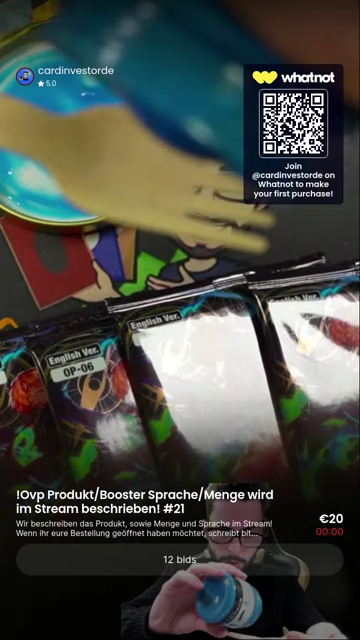 cardinvestorde
5.0
whatnot
Join
@cardinvestorde on
Whatnot to make
your first purchase!
English Ver.
English Ver.
English Ver.
OP-06
!Ovp Produkt/Booster Sprache/Menge wird
im Stream beschrieben! #21
Wir beschreiben das Produkt, sowie Menge und Sprache im Stream!
Wenn ihr eure Bestellung geöffnet haben möchtet, schreibt bit...
€20
00:00
12 bids